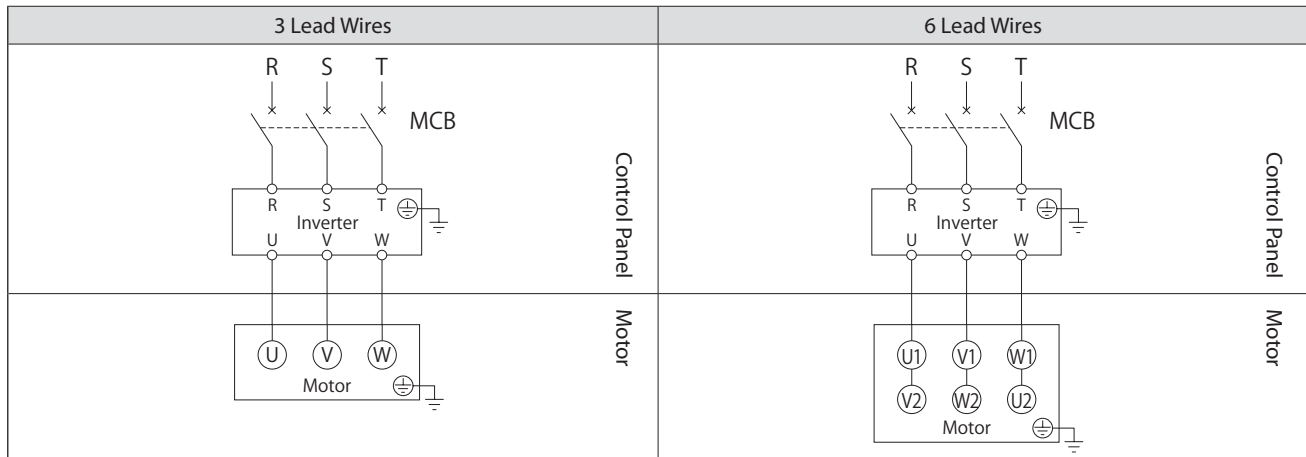 3 Lead Wires
6 Lead Wires
R S T
MCB
R S T
Inverter
U V W
Control Panel
U V W
Motor
Motor
R S T
MCB
R S T
Inverter
U V W
Control Panel
U1 V1 W1
V2 W2 U2
Motor
Motor